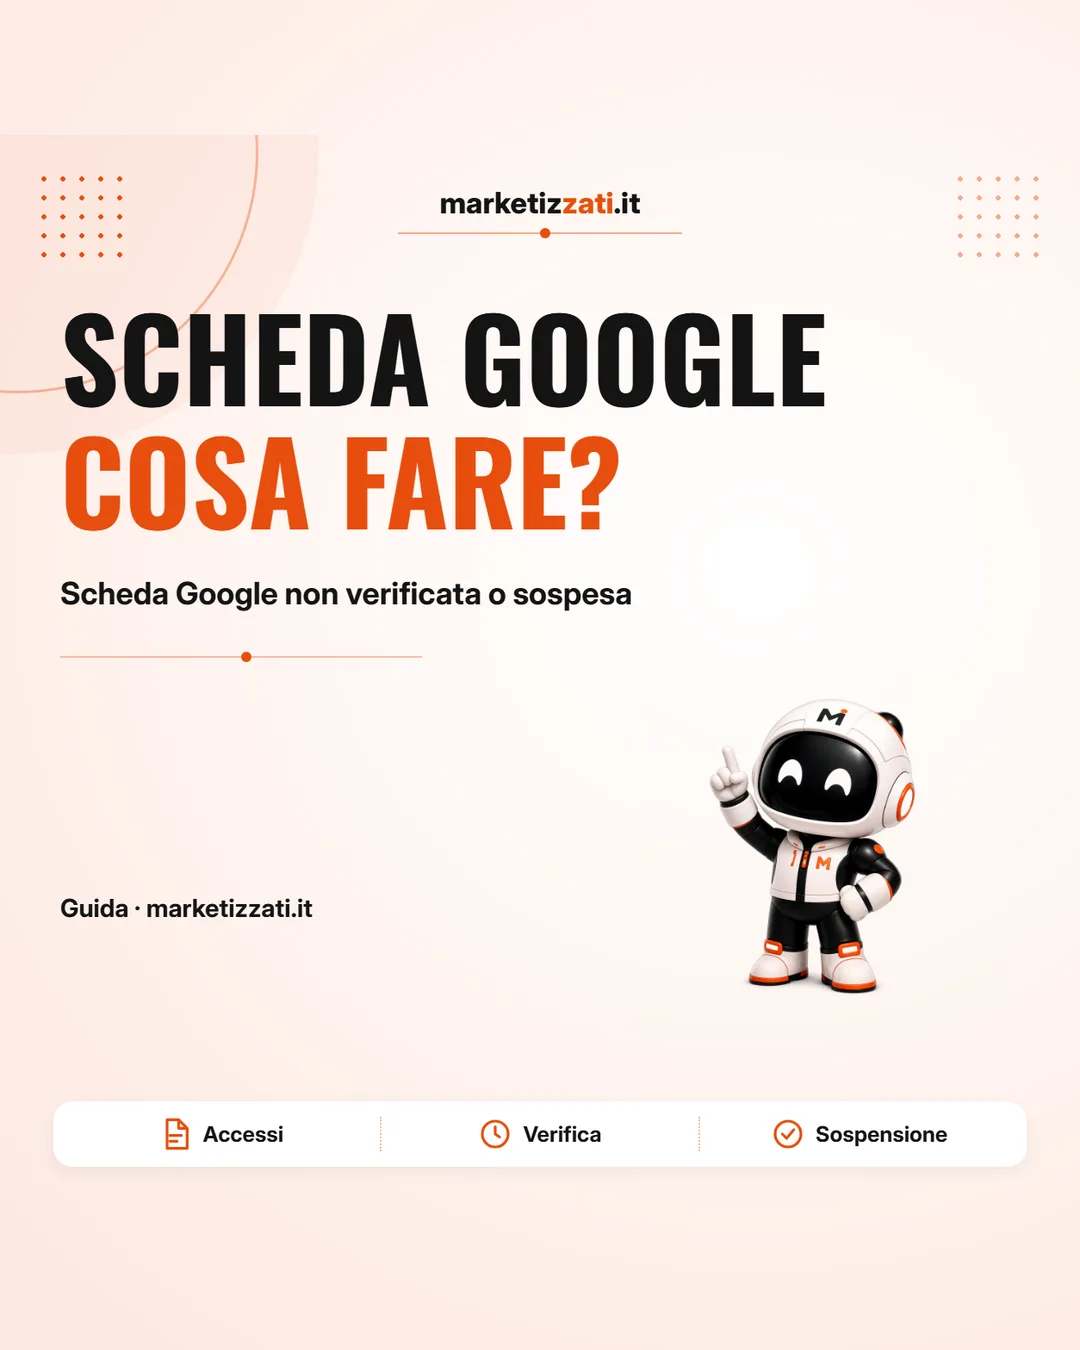 marketizzati.it
SCHEDA GOOGLE
COSA FARE?
Scheda Google non verificata o sospesa
M
M
Guida · marketizzati.it
Accessi
Verifica
Sospensione